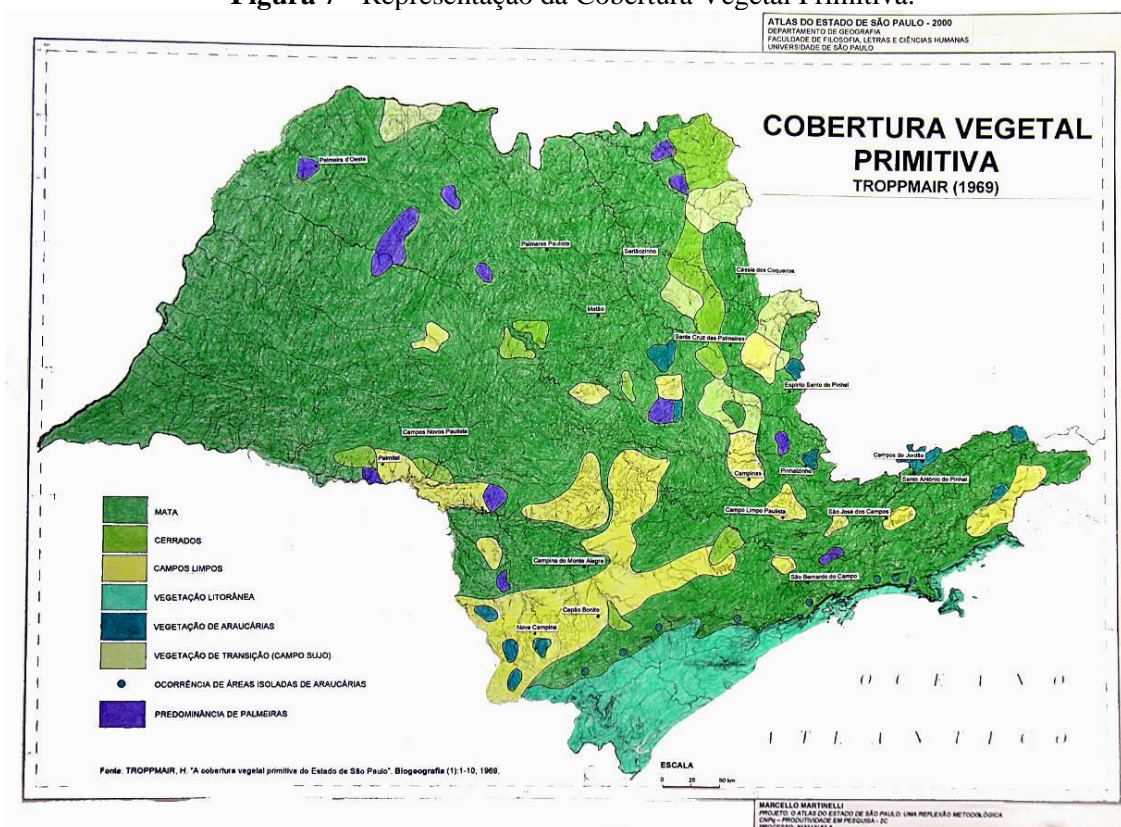 Figura 7 - Representação da Cobertura Vegetal Primitiva.
ATLAS DO ESTADO DE SÃO PAULO - 2000
DEPARTAMENTO DE GEOGRAFIA
FACULDADE DE FILOSOFIA, LETRAS E CIÊNCIAS HUMANAS
UNIVERSIDADE DE SÃO PAULO
COBERTURA VEGETAL
PRIMITIVA
TROPPMAIR (1969)
Palmeira d'Oeste
Palmares Paulista
Sertãozinho
Cássia dos Coqueiros
Matão
Santa Cruz das Palmeiras
Espírito Santo do Pinhal
Campos Novos Paulista
Palmital
Campinas
Pinhalzinho
Campos do Jordão
Santo Antônio do Pinhal
Campo Limpo Paulista
São José dos Campos
Campina do Monte Alegre
São Bernardo do Campo
Capão Bonito
Nova Campina
MATA
CERRADOS
CAMPOS LIMPOS
VEGETAÇÃO LITORÂNEA
VEGETAÇÃO DE ARAUCÁRIAS
VEGETAÇÃO DE TRANSIÇÃO (CAMPO SUJO)
OCORRÊNCIA DE ÁREAS ISOLADAS DE ARAUCÁRIAS
PREDOMINÂNCIA DE PALMEIRAS
OCEANO
ATLÂNTICO
Fonte: TROPPMAIR, H. "A cobertura vegetal primitiva do Estado de São Paulo". Biogeografia (1):1-10, 1969.
ESCALA
0 25 50 km
MARCELLO MARTINELLI
PROJETO: O ATLAS DO ESTADO DE SÃO PAULO: UMA REFLEXÃO METODOLÓGICA
CNPq – PRODUTIVIDADE EM PESQUISA - 2C